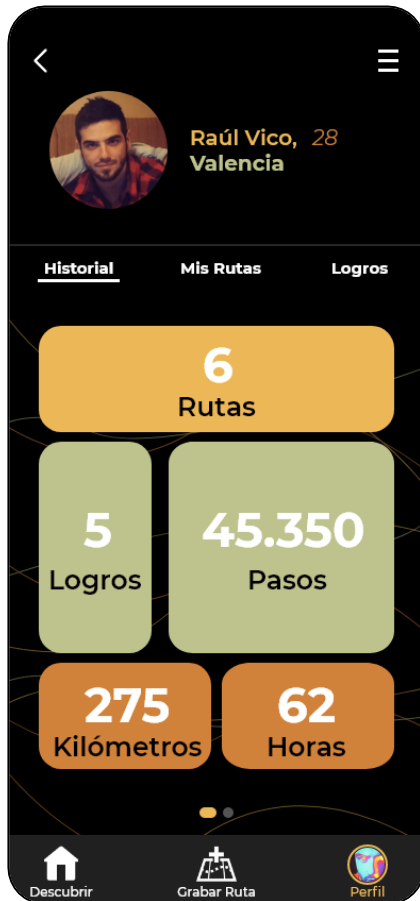 Raúl Vico, 28
Valencia
Historial Mis Rutas Logros
6
Rutas
5
Logros
45.350
Pasos
275
Kilómetros
62
Horas
Descubrir Grabar Ruta Perfil